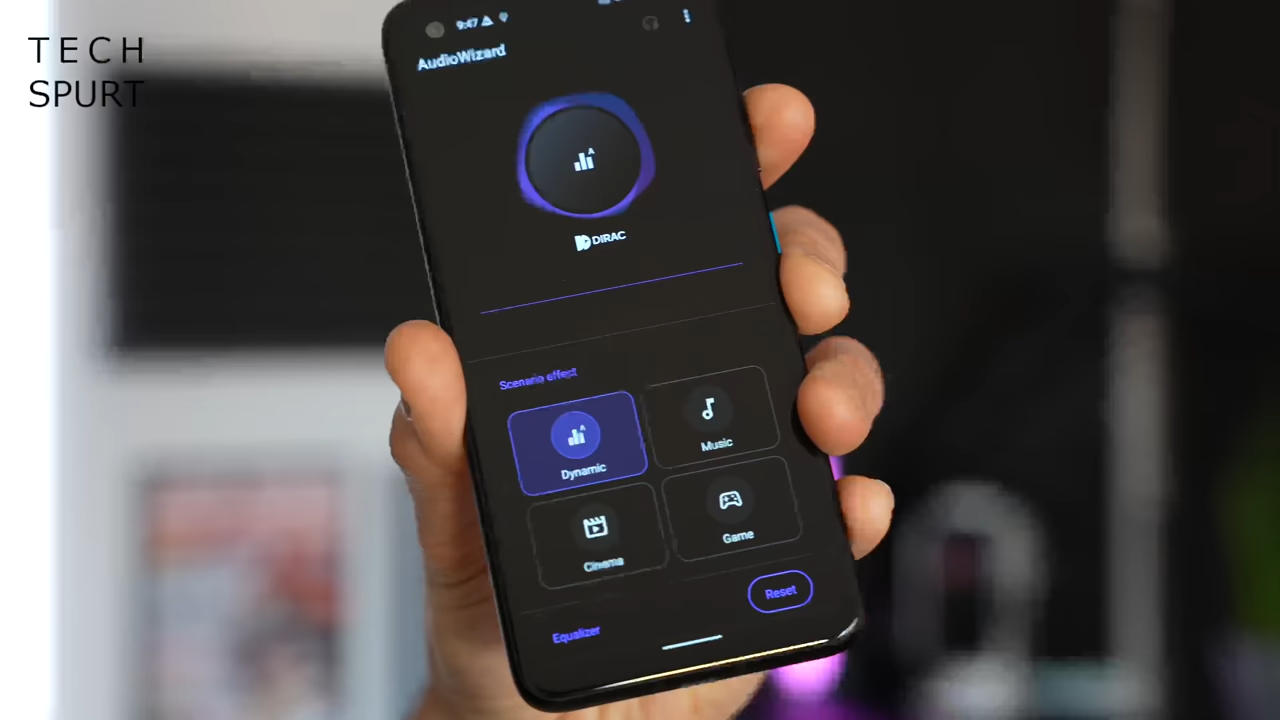 TECH
SPURT
9:47
AudioWizard
A
DIRAC
Scenario effect
A
Dynamic
Music
Cinema
Game
Reset
Equalizer